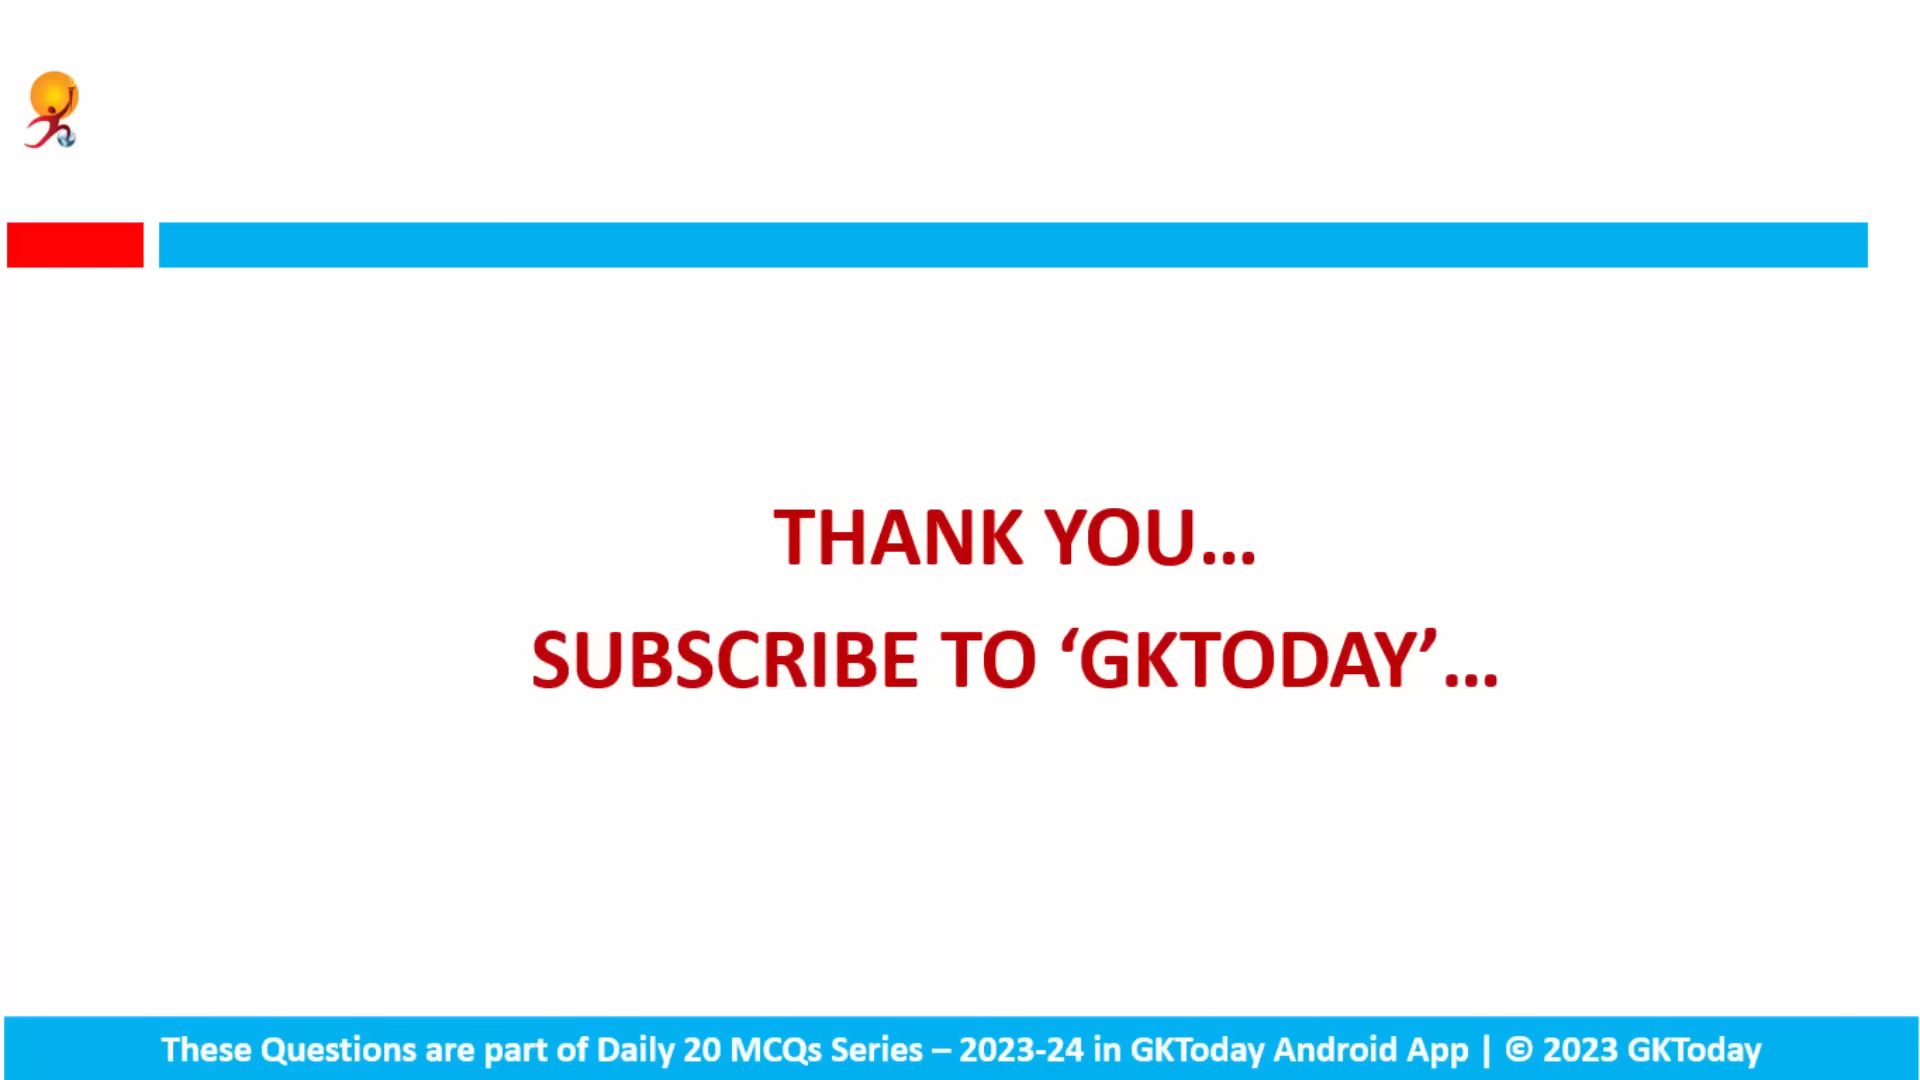 THANK YOU...
SUBSCRIBE TO ‘GKTODAY’...
These Questions are part of Daily 20 MCQs Series – 2023-24 in GKToday Android App | © 2023 GKToday